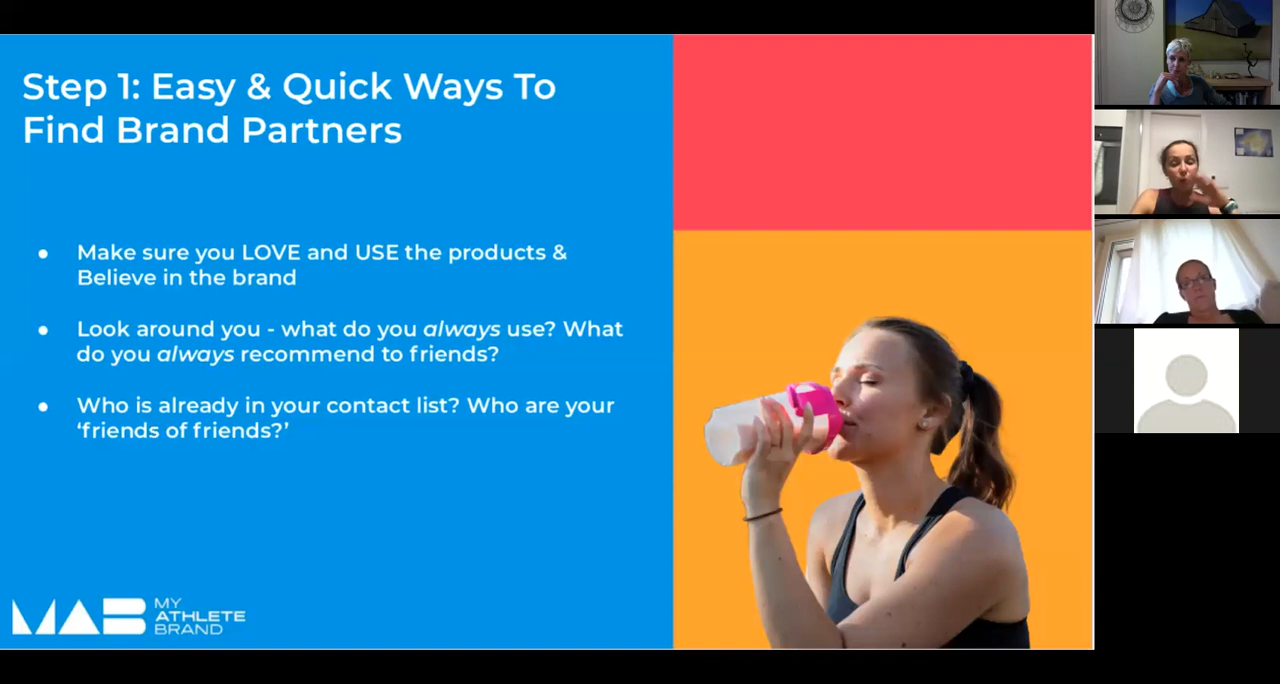 Step 1: Easy & Quick Ways To
Find Brand Partners
● Make sure you LOVE and USE the products &
Believe in the brand
● Look around you - what do you always use? What
do you always recommend to friends?
● Who is already in your contact list? Who are your
‘friends of friends?’
MAB
MY
ATHLETE
BRAND